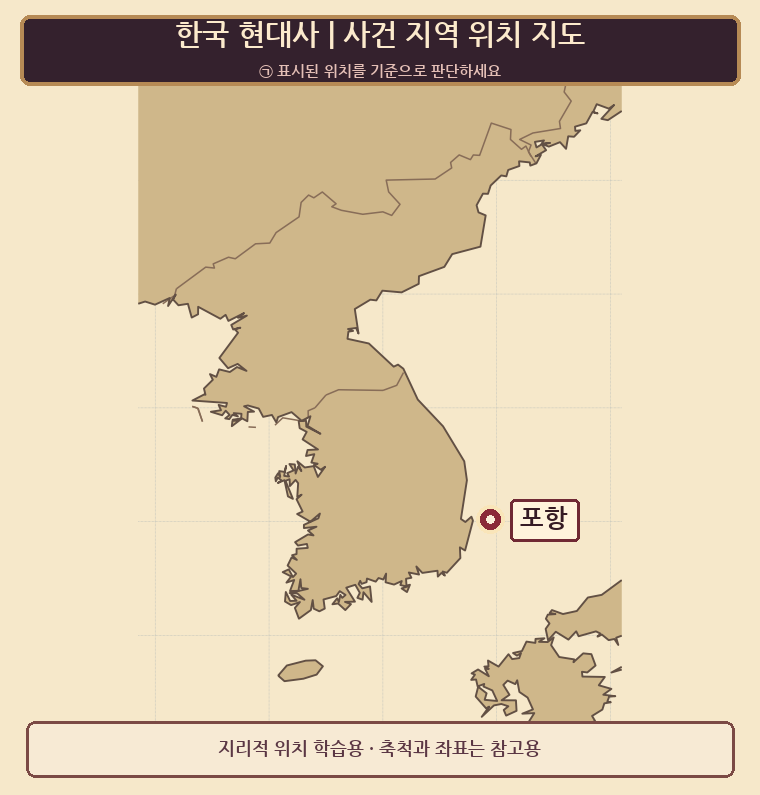 한국 현대사 | 사건 지역 위치 지도
㉠ 표시된 위치를 기준으로 판단하세요
포항
지리적 위치 학습용 · 축척과 좌표는 참고용